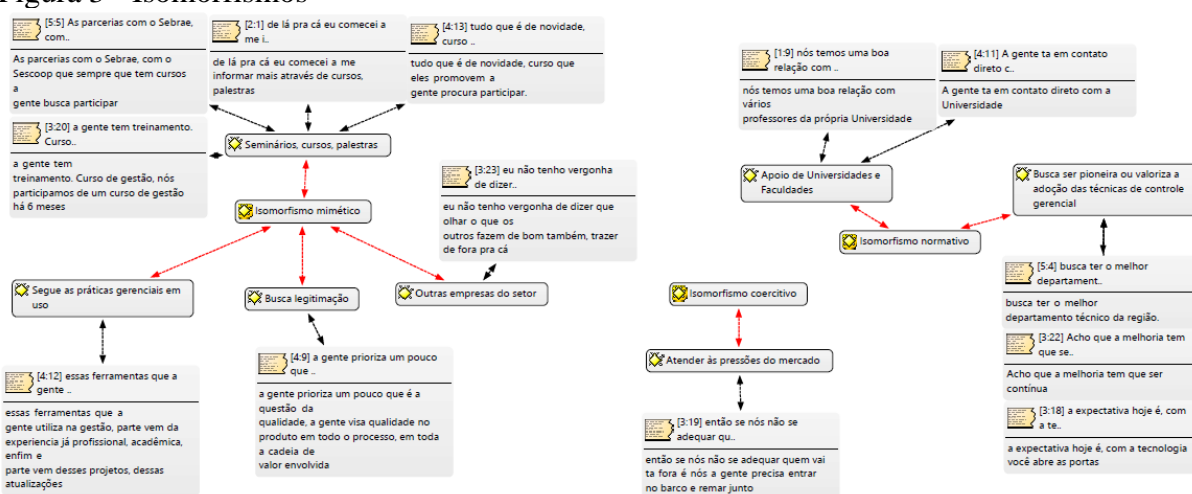 Figura 3 - Isomorfismos
[5:5] As parcerias com o Sebrae,
com..
As parcerias com o Sebrae, com o
Sescoop que sempre que tem cursos
a
gente busca participar
[2:1] de lá pra cá eu comecei a
me i..
de lá pra cá eu comecei a me
informar mais através de cursos,
palestras
[4:13] tudo que é de novidade,
curso ..
tudo que é de novidade, curso que
eles promovem a
gente procura participar.
[3:20] a gente tem treinamento.
Curso..
a gente tem
treinamento. Curso de gestão, nós
participamos de um curso de gestão
há 6 meses
Seminários, cursos, palestras
[3:23] eu não tenho vergonha
de dizer..
eu não tenho vergonha de dizer que
olhar o que os
outros fazem de bom também, trazer
de fora pra cá
Isomorfismo mimético
Segue as práticas gerenciais em
uso
Busca legitimação
Outras empresas do setor
[4:12] essas ferramentas que a
gente ..
essas ferramentas que a
gente utiliza na gestão, parte vem da
experiencia já profissional, acadêmica,
enfim e
parte vem desses projetos, dessas
atualizações
[4:9] a gente prioriza um pouco
que ..
a gente prioriza um pouco que é a
questão da
qualidade, a gente visa qualidade no
produto em todo o processo, em toda
a cadeia de
valor envolvida
[1:9] nós temos uma boa
relação com ..
nós temos uma boa relação com
vários
professores da própria Universidade
[4:11] A gente ta em contato
direto c..
A gente ta em contato direto com a
Universidade
Apoio de Universidades e
Faculdades
Busca ser pioneira ou valoriza a
adoção das técnicas de controle
gerencial
Isomorfismo normativo
[5:4] busca ter o melhor
departament..
busca ter o melhor
departamento técnico da região.
[3:22] Acho que a melhoria tem
que se..
Acho que a melhoria tem que ser
contínua
[3:18] a expectativa hoje é, com
a te..
a expectativa hoje é, com a tecnologia
você abre as portas
Isomorfismo coercitivo
Atender às pressões do mercado
[3:19] então se nós não se
adequar qu..
então se nós não se adequar quem vai
ta fora é nós a gente precisa entrar
no barco e remar junto